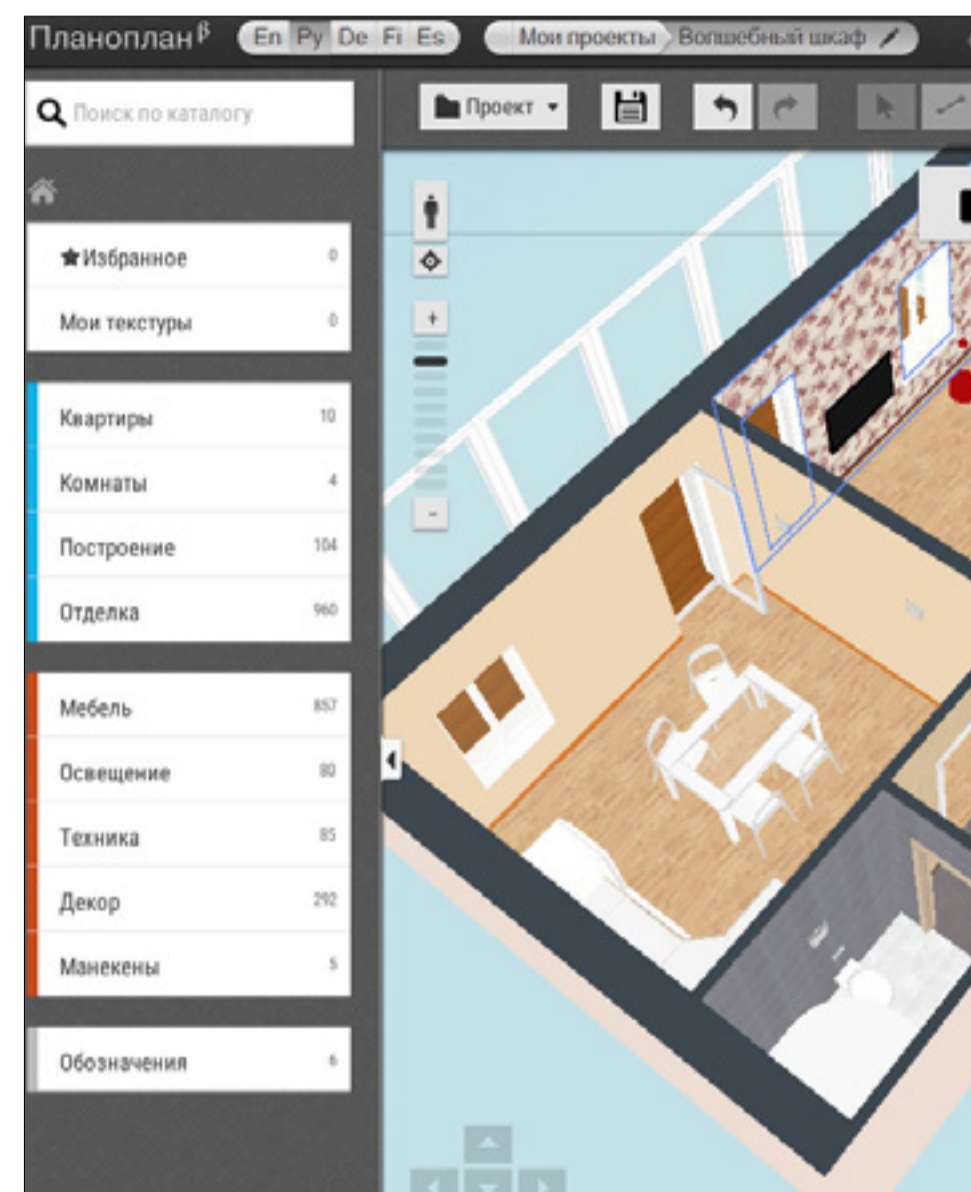 Планоплан β En Ру De Fi Es Мои проекты Волшебный шкаф
Поиск по каталогу
Проект
Избранное 0
Мои текстуры 0
Квартиры 10
Комнаты 4
Построение 104
Отделка 960
Мебель 857
Освещение 80
Техника 85
Декор 292
Манекены 5
Обозначения 6
+
-